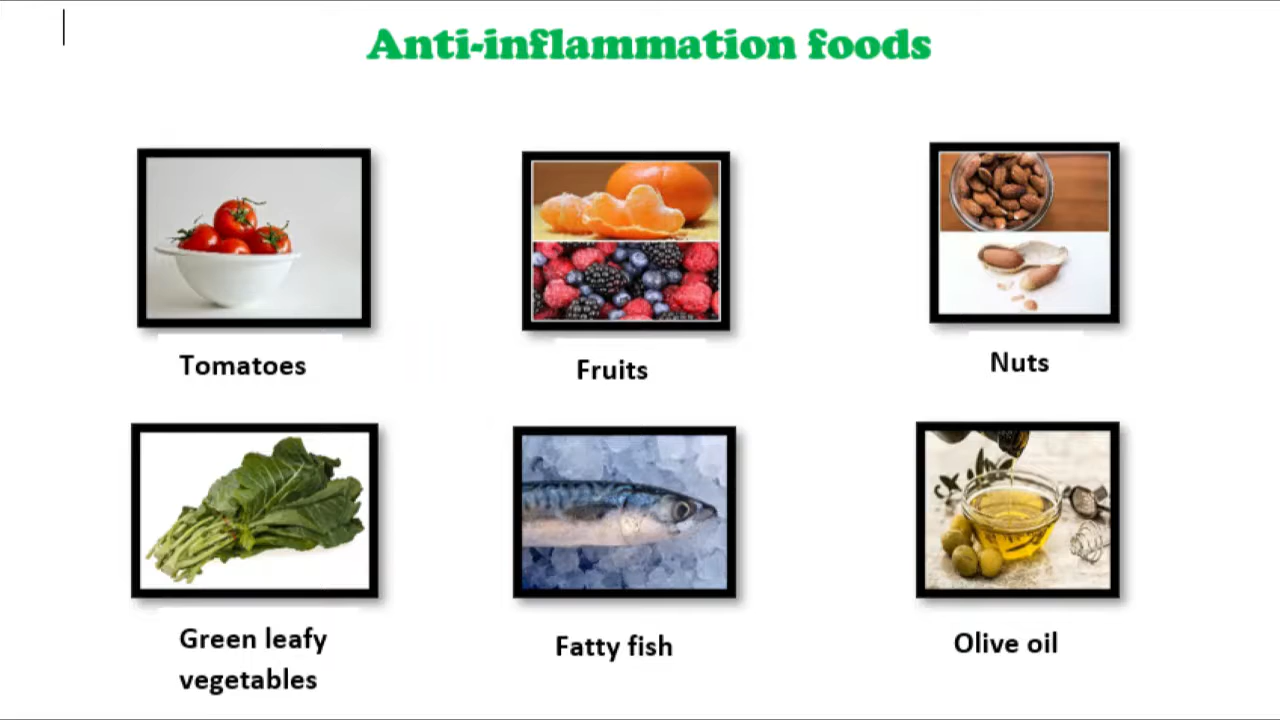 Anti-inflammation foods
Tomatoes
Fruits
Nuts
Green leafy
vegetables
Fatty fish
Olive oil